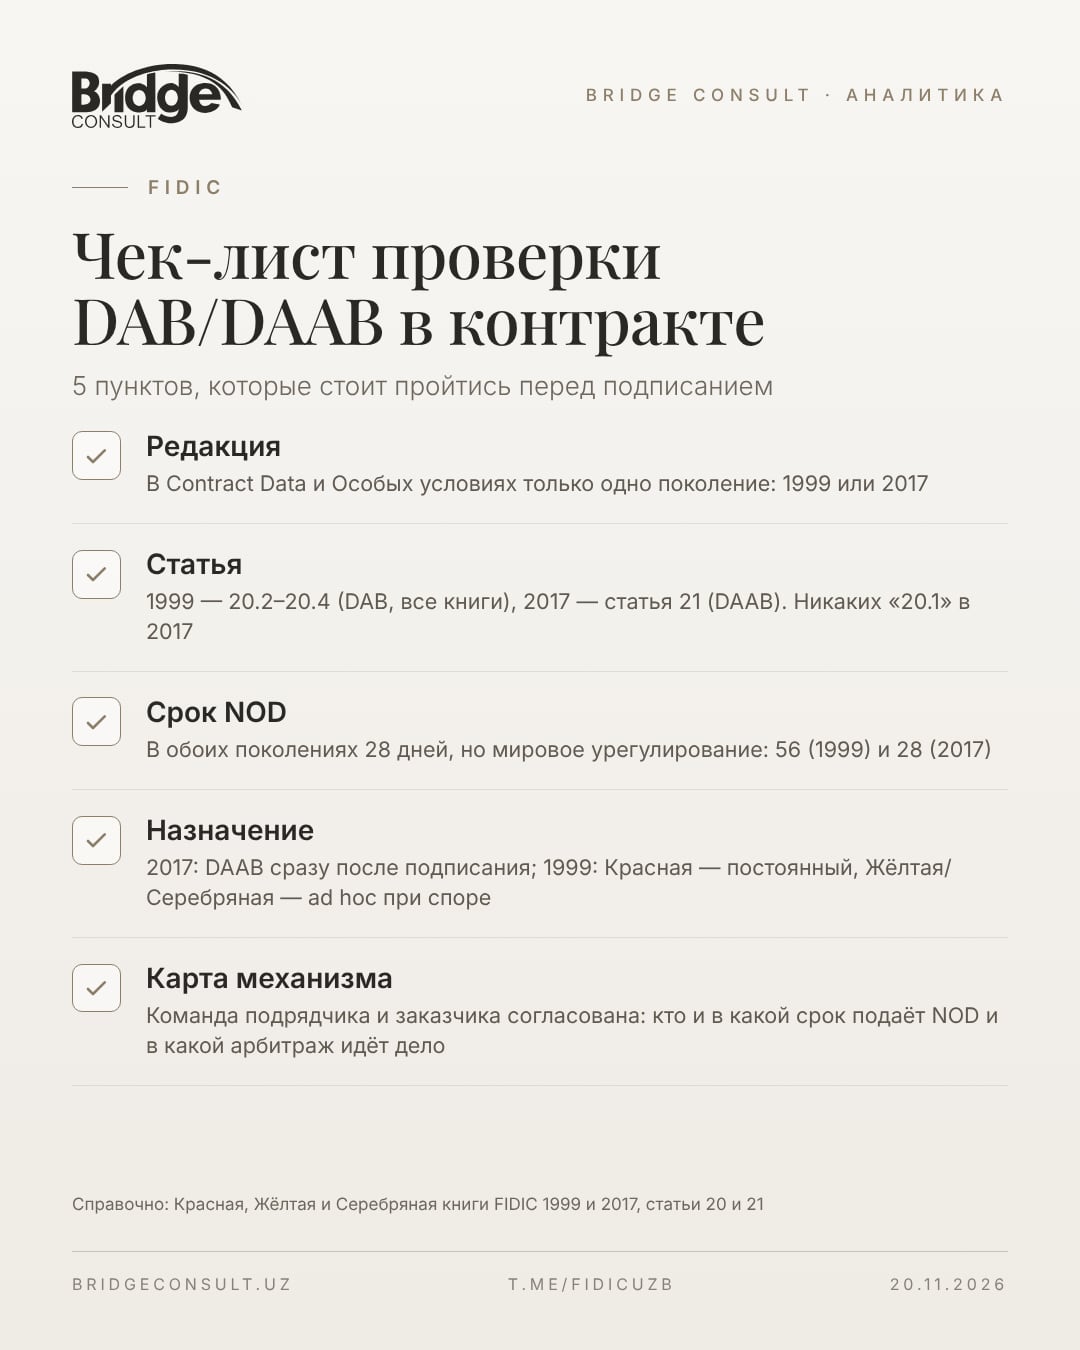 Bridge
CONSULT
BRIDGE CONSULT · АНАЛИТИКА
FIDIC
Чек-лист проверки
DAB/DAAB в контракте
5 пунктов, которые стоит пройтись перед подписанием
Редакция
В Contract Data и Особых условиях только одно поколение: 1999 или 2017
Статья
1999 — 20.2–20.4 (DAB, все книги), 2017 — статья 21 (DAAB). Никаких «20.1» в
2017
Срок NOD
В обоих поколениях 28 дней, но мировое урегулирование: 56 (1999) и 28 (2017)
Назначение
2017: DAAB сразу после подписания; 1999: Красная — постоянный, Жёлтая/
Серебряная — ad hoc при споре
Карта механизма
Команда подрядчика и заказчика согласована: кто и в какой срок подаёт NOD и
в какой арбитраж идёт дело
Справочно: Красная, Жёлтая и Серебряная книги FIDIC 1999 и 2017, статьи 20 и 21
BRIDGECONSULT.UZ
T.ME/FIDICUZB
20.11.2026